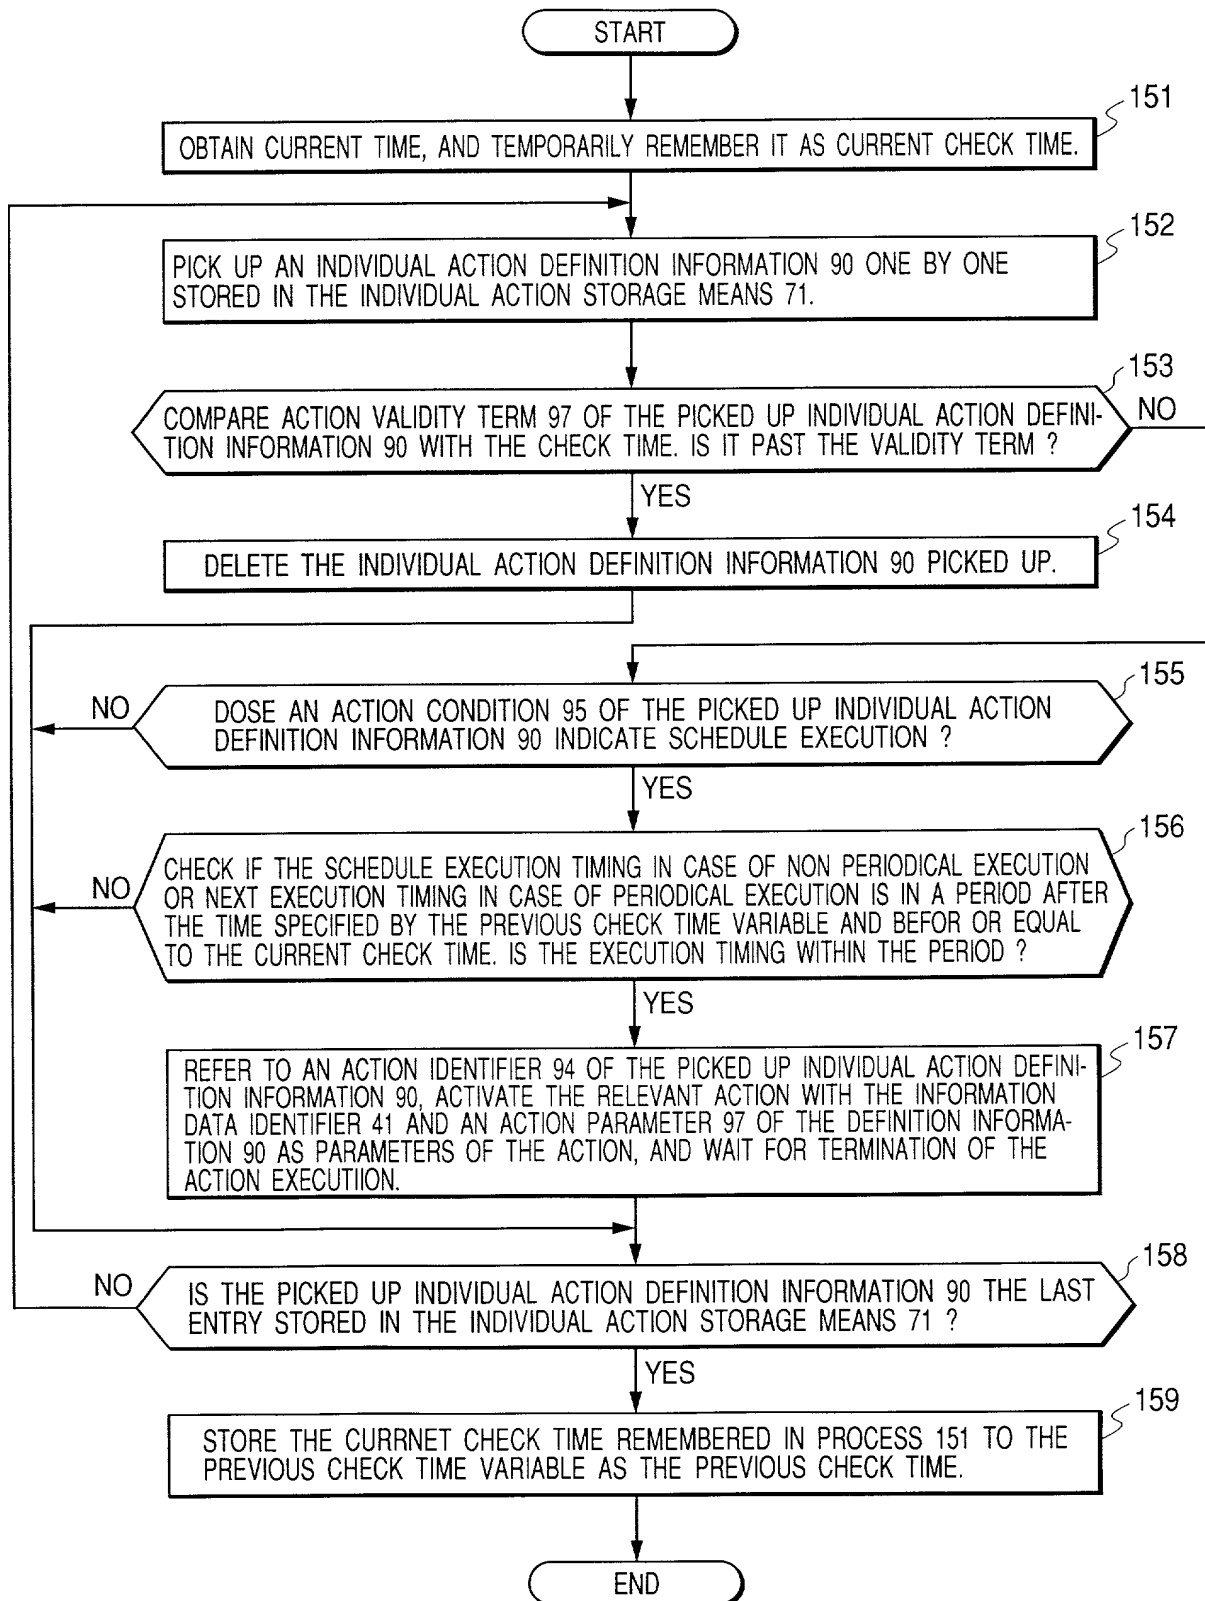 START
151
OBTAIN CURRENT TIME, AND TEMPORARILY REMEMBER IT AS CURRENT CHECK TIME.
152
PICK UP AN INDIVIDUAL ACTION DEFINITION INFORMATION 90 ONE BY ONE
STORED IN THE INDIVIDUAL ACTION STORAGE MEANS 71.
153
COMPARE ACTION VALIDITY TERM 97 OF THE PICKED UP INDIVIDUAL ACTION DEFINI-
TION INFORMATION 90 WITH THE CHECK TIME. IS IT PAST THE VALIDITY TERM ?
NO
YES
154
DELETE THE INDIVIDUAL ACTION DEFINITION INFORMATION 90 PICKED UP.
155
NO
DOSE AN ACTION CONDITION 95 OF THE PICKED UP INDIVIDUAL ACTION
DEFINITION INFORMATION 90 INDICATE SCHEDULE EXECUTION ?
YES
156
NO
CHECK IF THE SCHEDULE EXECUTION TIMING IN CASE OF NON PERIODICAL EXECUTION
OR NEXT EXECUTION TIMING IN CASE OF PERIODICAL EXECUTION IS IN A PERIOD AFTER
THE TIME SPECIFIED BY THE PREVIOUS CHECK TIME VARIABLE AND BEFOR OR EQUAL
TO THE CURRENT CHECK TIME. IS THE EXECUTION TIMING WITHIN THE PERIOD ?
YES
157
REFER TO AN ACTION IDENTIFIER 94 OF THE PICKED UP INDIVIDUAL ACTION DEFINI-
TION INFORMATION 90, ACTIVATE THE RELEVANT ACTION WITH THE INFORMATION
DATA IDENTIFIER 41 AND AN ACTION PARAMETER 97 OF THE DEFINITION INFORMA-
TION 90 AS PARAMETERS OF THE ACTION, AND WAIT FOR TERMINATION OF THE
ACTION EXECUTIION.
158
NO
IS THE PICKED UP INDIVIDUAL ACTION DEFINITION INFORMATION 90 THE LAST
ENTRY STORED IN THE INDIVIDUAL ACTION STORAGE MEANS 71 ?
YES
159
STORE THE CURRNET CHECK TIME REMEMBERED IN PROCESS 151 TO THE
PREVIOUS CHECK TIME VARIABLE AS THE PREVIOUS CHECK TIME.
END